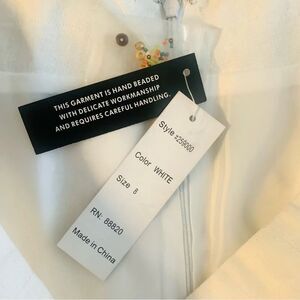 THIS GARMENT IS HAND BEADED
WITH DELICATE WORKMANSHIP
AND REQUIRES CAREFUL HANDLING.
Style z259000
Color WHITE
Size 8
RN: 88820
Made in China